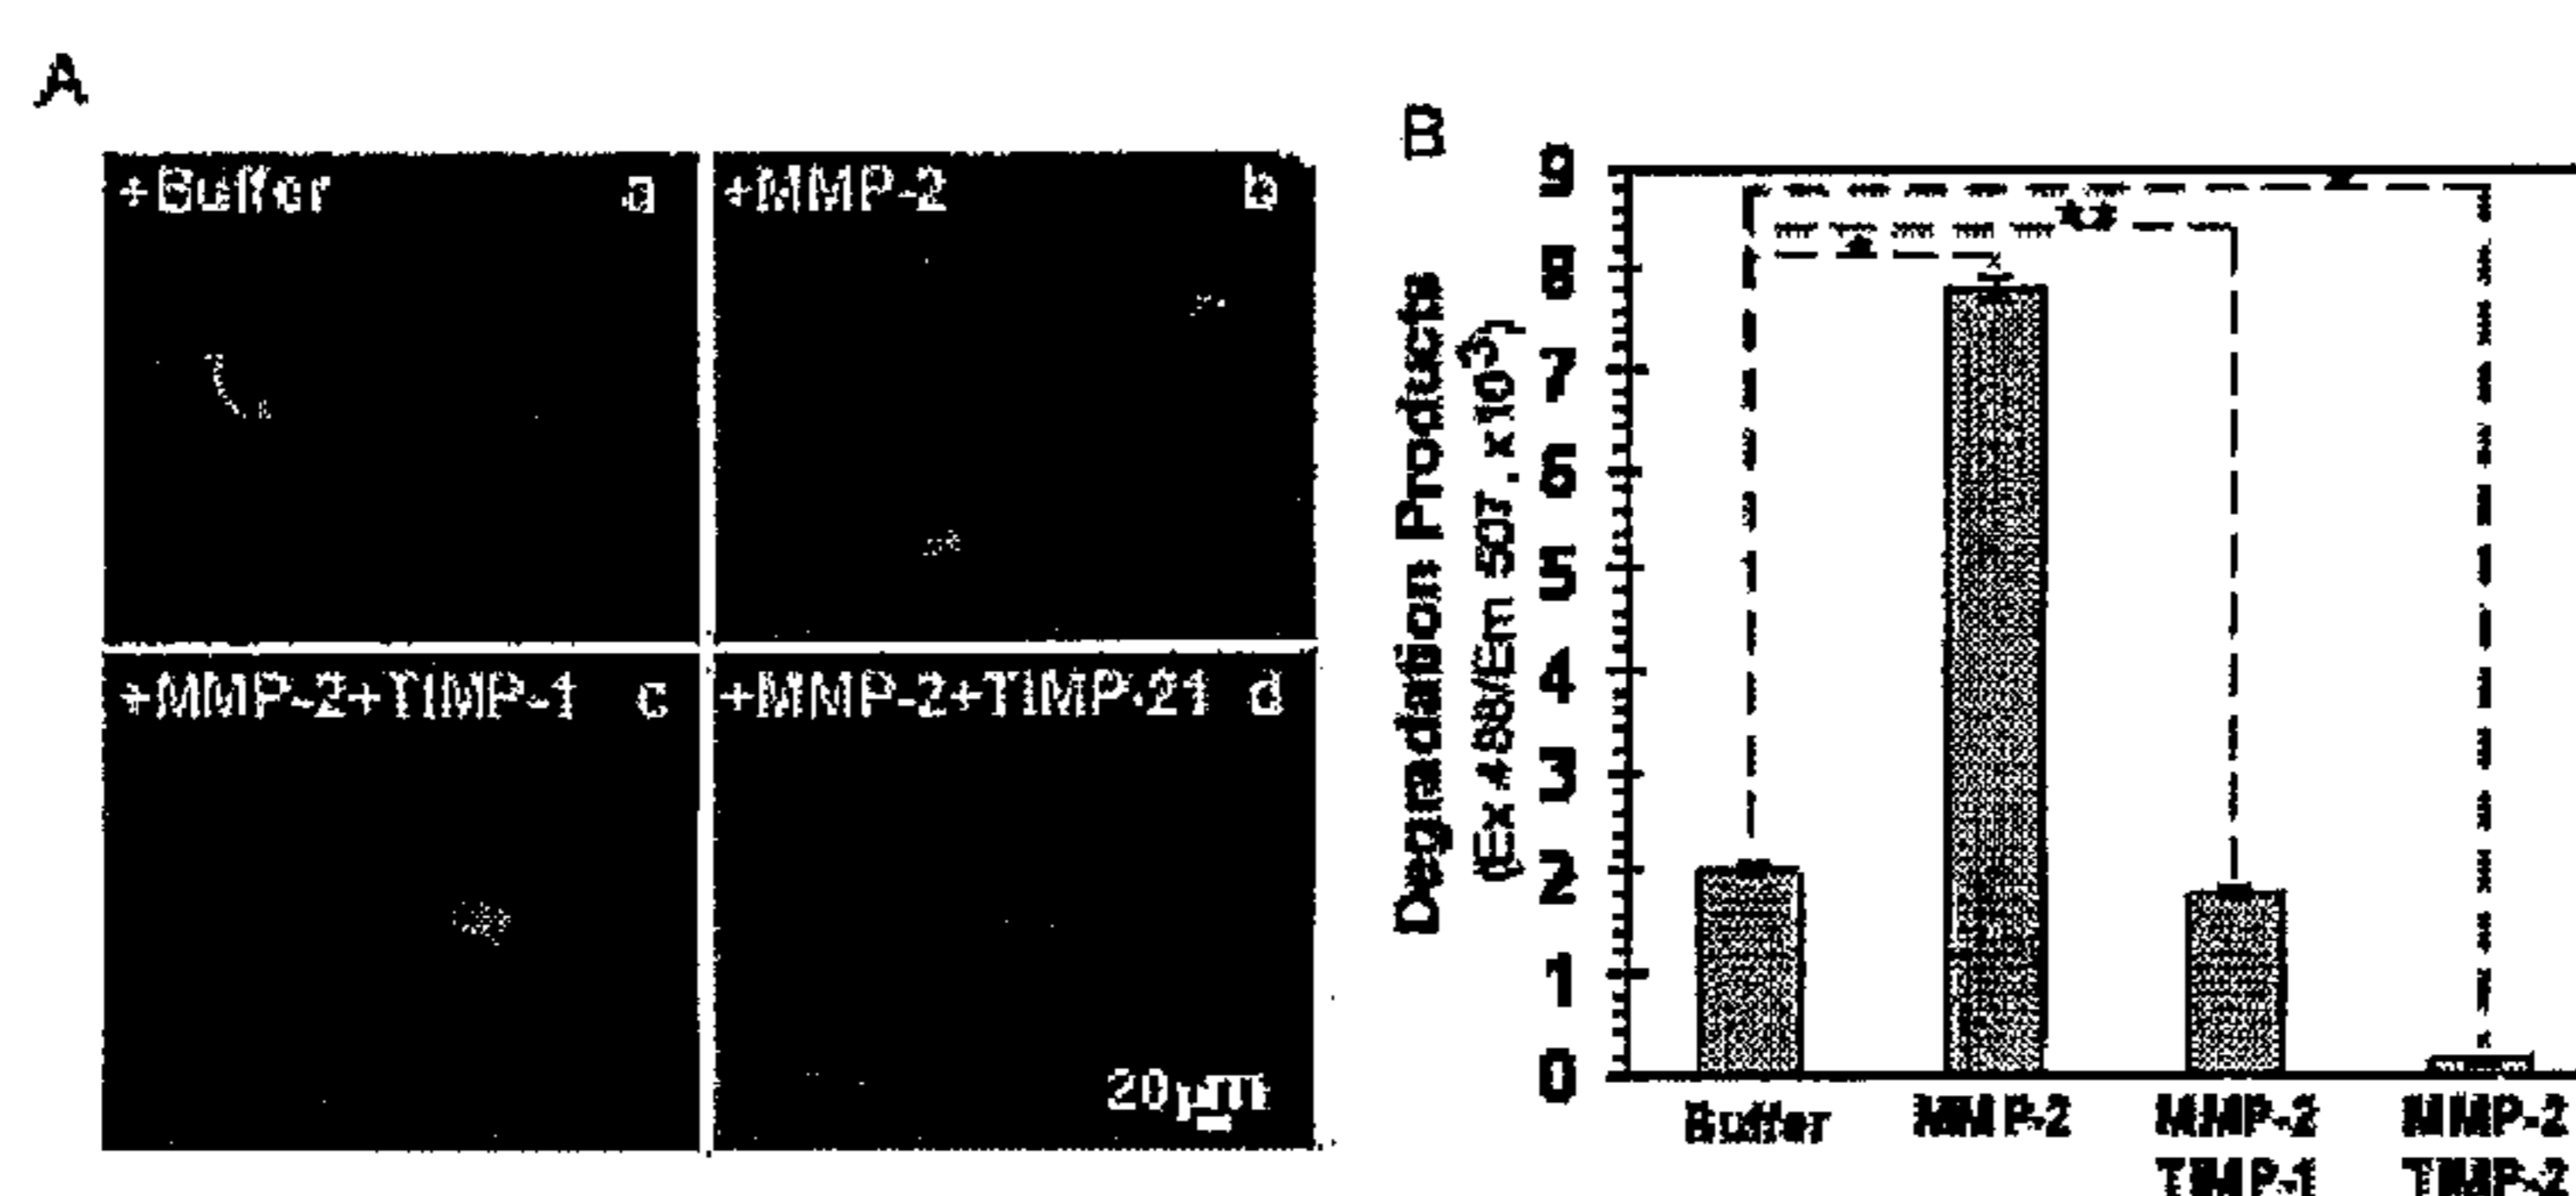 A
+Buffer a
+MMP-2 b
+MMP-2+TIMP-1 c
+MMP-2+TIMP-21 d
20µm
B
Degradation Products
(Ex 488/Em 507, x10³)
9
8
7
6
5
4
3
2
1
0
*
**
*
Buffer
MMP-2
MMP-2
TIMP-1
MMP-2
TIMP-2